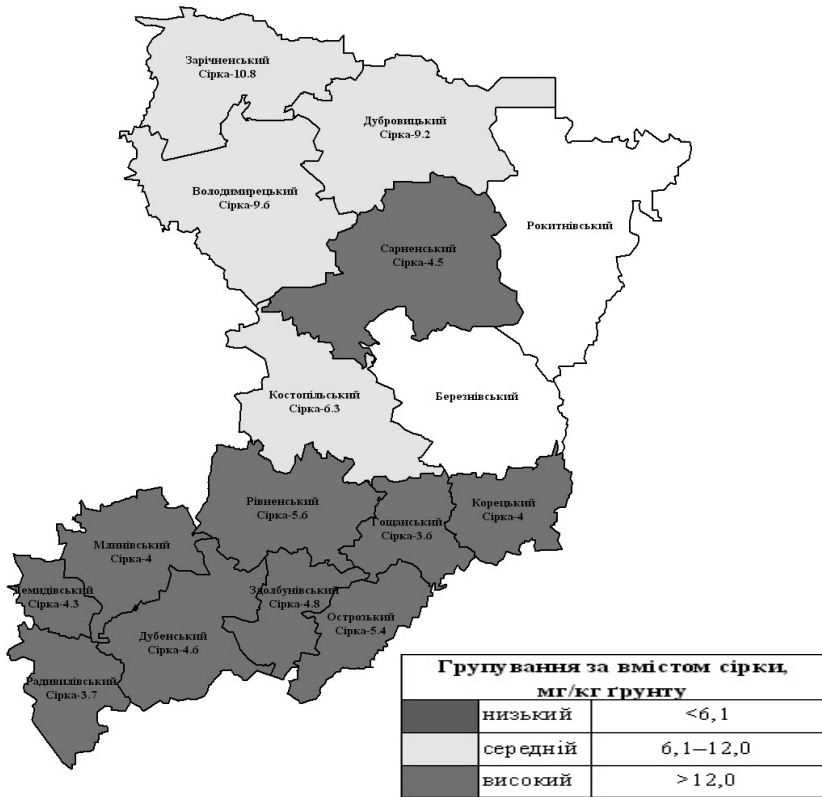 Зарічненський
Сірка-10.8
Дубровицький
Сірка-9.2
Володимирецький
Сірка-9.6
Рокитнівський
Сарненський
Сірка-4.5
Костопільський
Сірка-6.3
Березнівський
Рівненський
Сірка-5.6
Гощанський
Сірка-3.6
Корецький
Сірка-4
Млинівський
Сірка-4
Демидівський
Сірка-4.3
Здолбунівський
Сірка-4.8
Острозький
Сірка-5.4
Дубенський
Сірка-4.6
Радивилівський
Сірка-3.7
Групування за вмістом сірки,
мг/кг ґрунту
низький <6,1
середній 6,1–12,0
високий >12,0